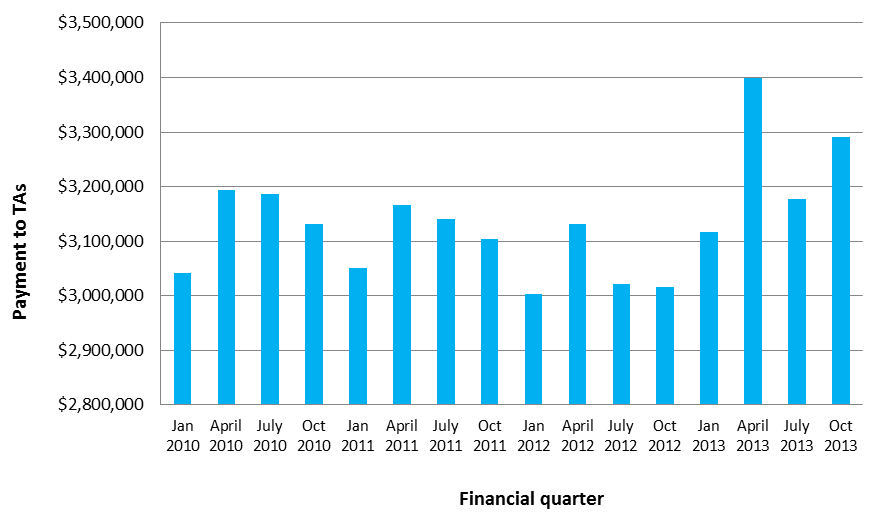 $3,500,000
$3,400,000
$3,300,000
$3,200,000
$3,100,000
$3,000,000
$2,900,000
$2,800,000
Payment to TAs
Jan April July Oct Jan April July Oct Jan April July Oct Jan April July Oct
2010 2010 2010 2010 2011 2011 2011 2011 2012 2012 2012 2012 2013 2013 2013 2013
Financial quarter